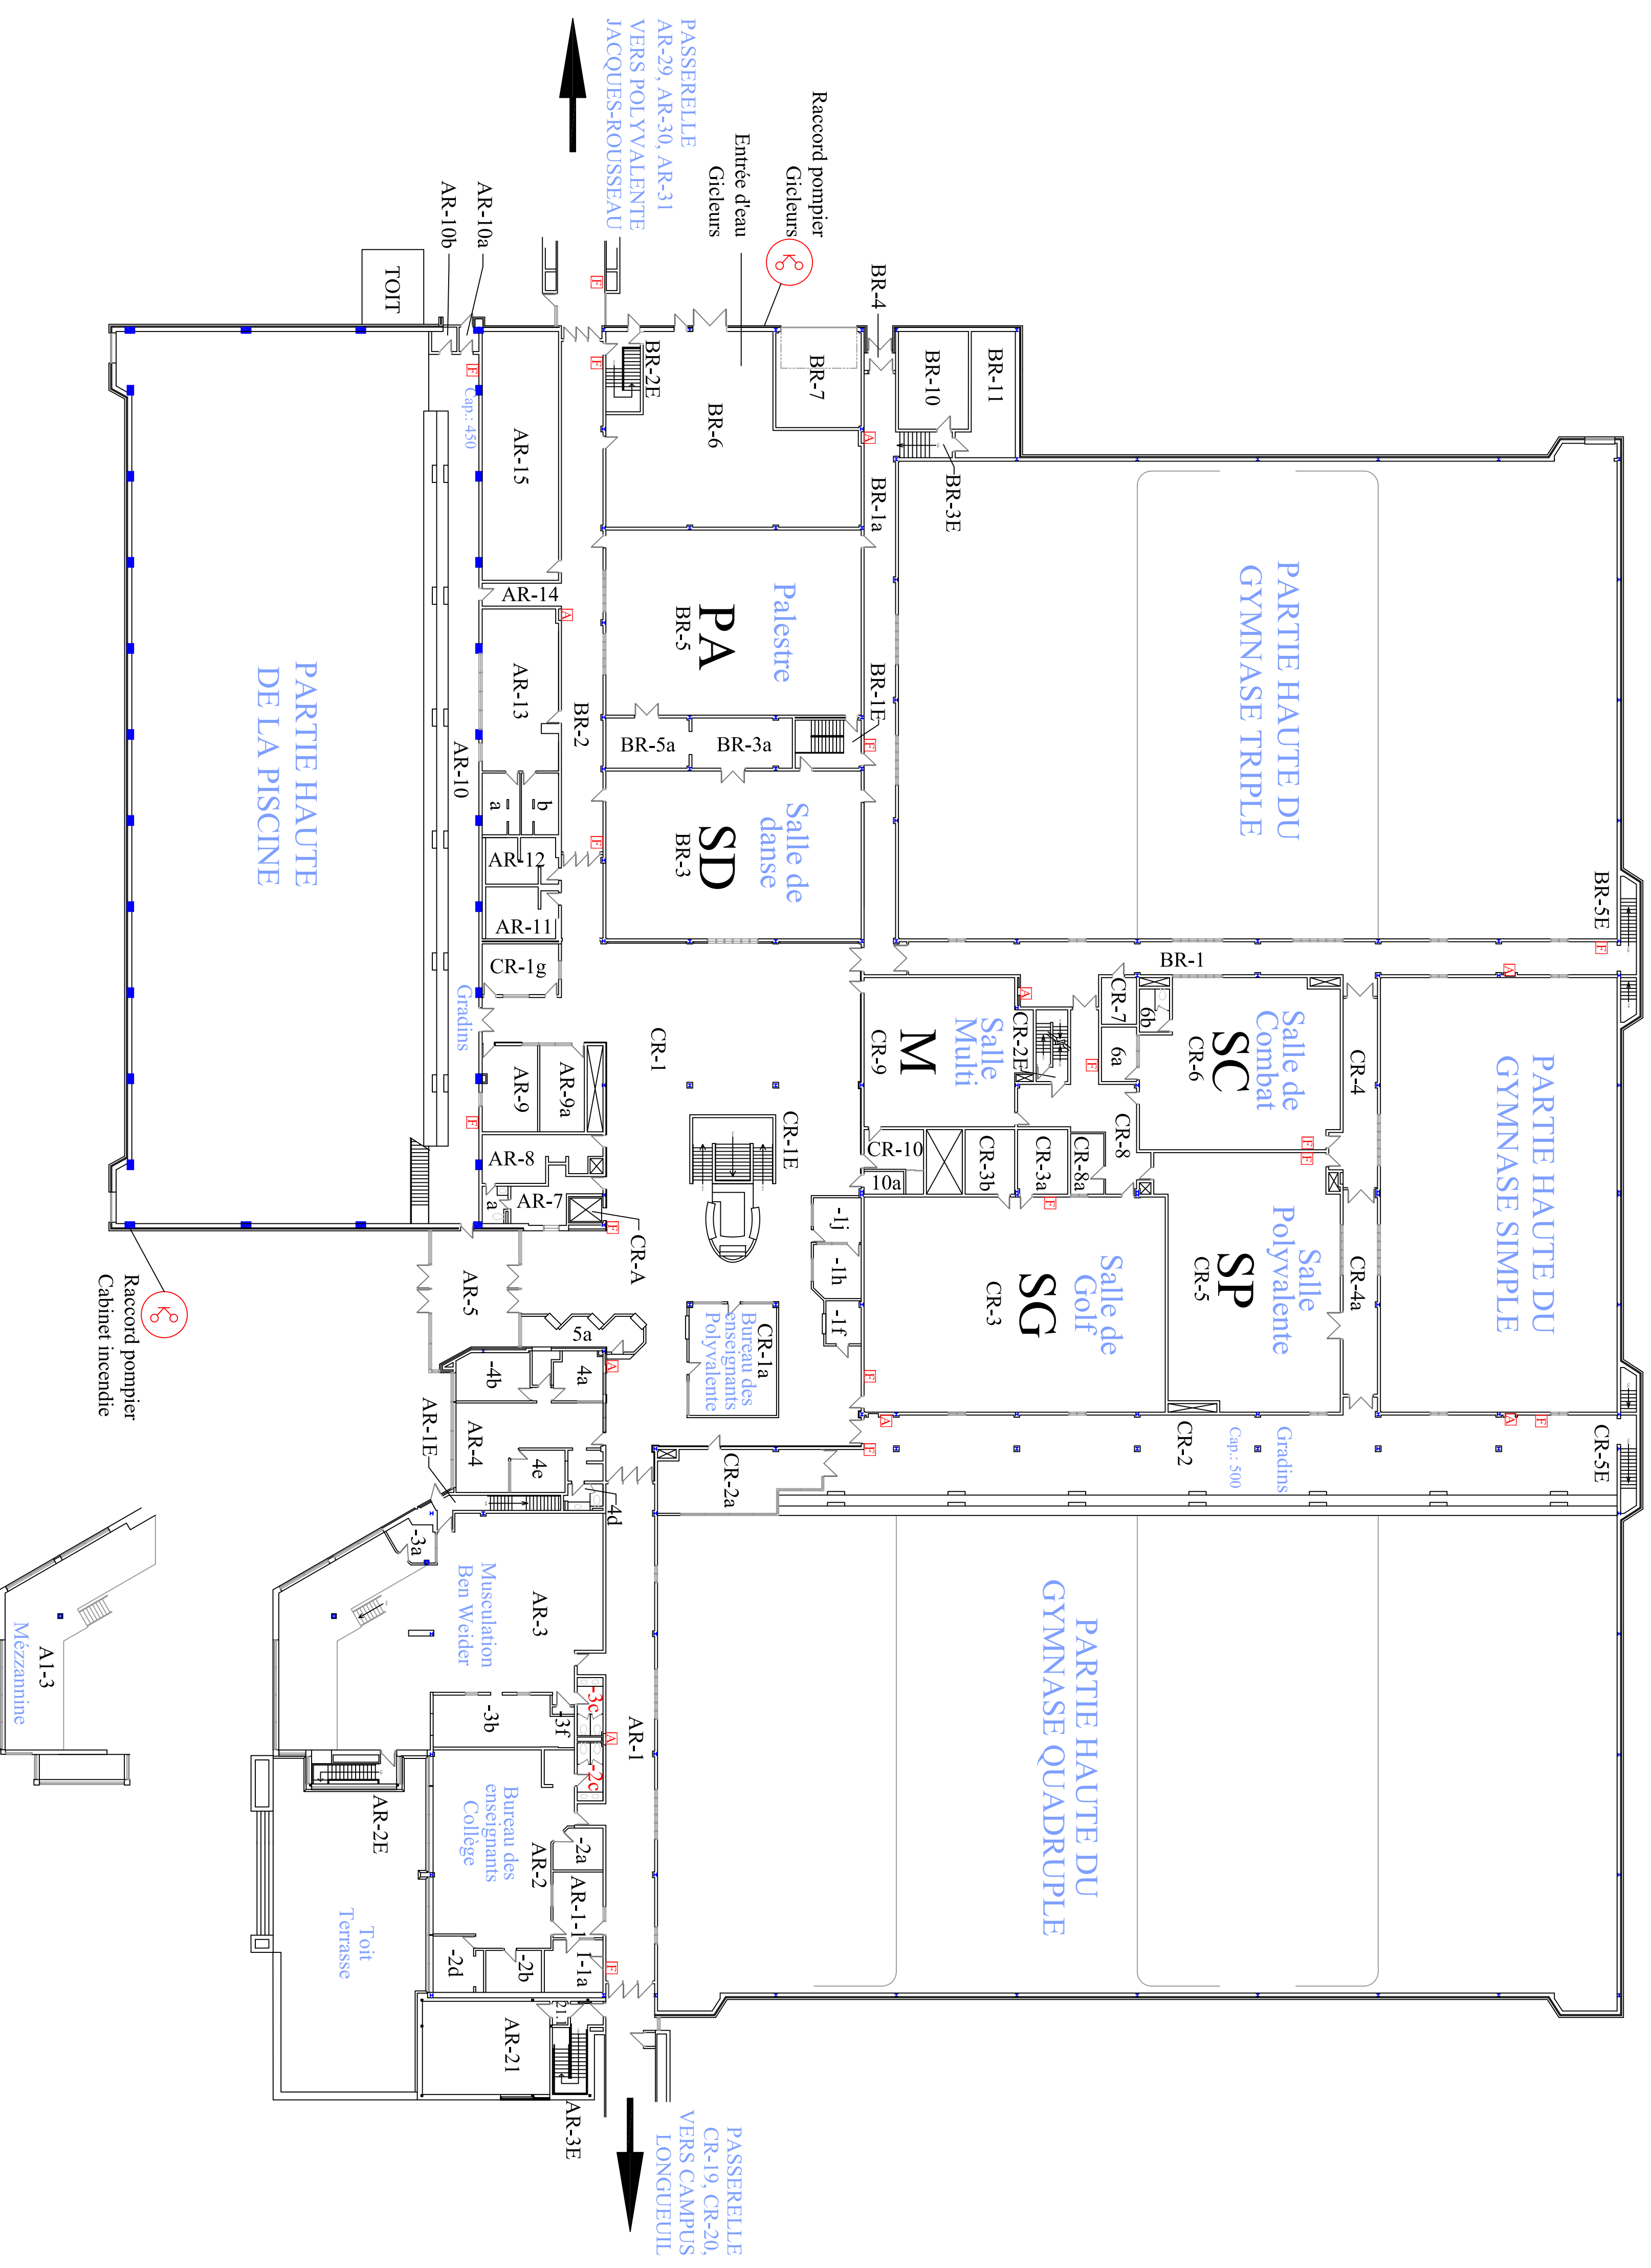 PASSERELLE
AR-29, AR-30, AR-31
VERS POLYVALENTE
JACQUES-ROUSSEAU
Raccord pompier
Gicleurs
Entrée d'eau
Gicleurs
BR-4
AR-10a
AR-10b
TOIT
BR-2E
BR-7
BR-6
BR-10
BR-11
BR-3E
BR-1a
Cap.: 450
AR-15
AR-14
PARTIE HAUTE DU
GYMNASE TRIPLE
Palestre
PA
BR-5
BR-1E
BR-5a
BR-3a
BR-2
AR-13
AR-10
a
b
AR-12
AR-11
CR-1g
Gradins
PARTIE HAUTE
DE LA PISCINE
Salle de
danse
SD
BR-3
BR-5E
BR-1
CR-1
Salle
Multi
M
CR-9
CR-2E
CR-7
6b
6a
Salle de
Combat
SC
CR-6
CR-4
PARTIE HAUTE DU
GYMNASE SIMPLE
AR-9
AR-9a
AR-8
AR-7
a
CR-A
CR-1E
CR-10
10a
CR-3b
CR-3a
CR-8a
CR-8
-1j
-1h
-1f
CR-1a
Bureau des
enseignants
Polyvalente
Salle de
Golf
SG
CR-3
Salle
Polyvalente
SP
CR-5
CR-4a
AR-5
5a
Raccord pompier
Cabinet incendie
4a
-4b
AR-4
4e
4d
AR-1E
CR-2a
CR-2
Gradins
Cap.: 500
CR-5E
-3a
AR-3
Musculation
Ben Weider
-3b
-3f
-3c
-2c
AR-1
PARTIE HAUTE DU
GYMNASE QUADRUPLE
A1-3
Mézzannine
AR-2E
Bureau des
enseignants
Collège
AR-2
-2a
AR-1-1
1-1a
-2b
-2d
Toit
Terrasse
AR-21
AR-3E
PASSERELLE
CR-19, CR-20,
VERS CAMPUS
LONGUEUIL